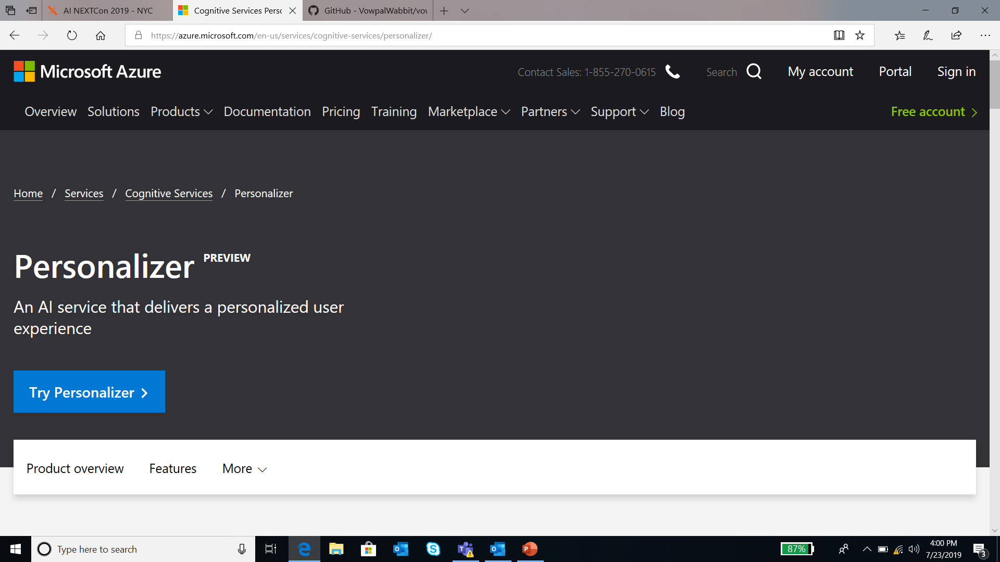 AI NEXTCon 2019 - NYC
Cognitive Services Perso
GitHub - VowpalWabbit/vow
https://azure.microsoft.com/en-us/services/cognitive-services/personalizer/
Microsoft Azure
Contact Sales: 1-855-270-0615
Search
My account
Portal
Sign in
Overview Solutions Products Documentation Pricing Training Marketplace Partners Support Blog
Free account
Home / Services / Cognitive Services / Personalizer
Personalizer PREVIEW
An AI service that delivers a personalized user
experience
Try Personalizer
Product overview
Features
More
Type here to search
87%
4:00 PM
7/23/2019
3